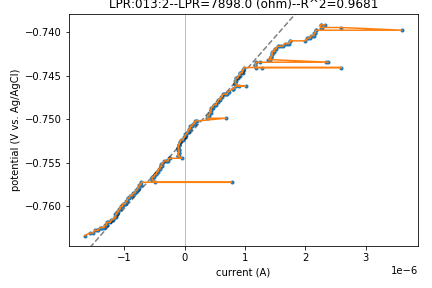 LPR:013:2--LPR=7898.0 (ohm)--R^2=0.9681
potential (V vs. Ag/AgCl)
−0.740
−0.745
−0.750
−0.755
−0.760
−1
0
1
2
3
1e−6
current (A)